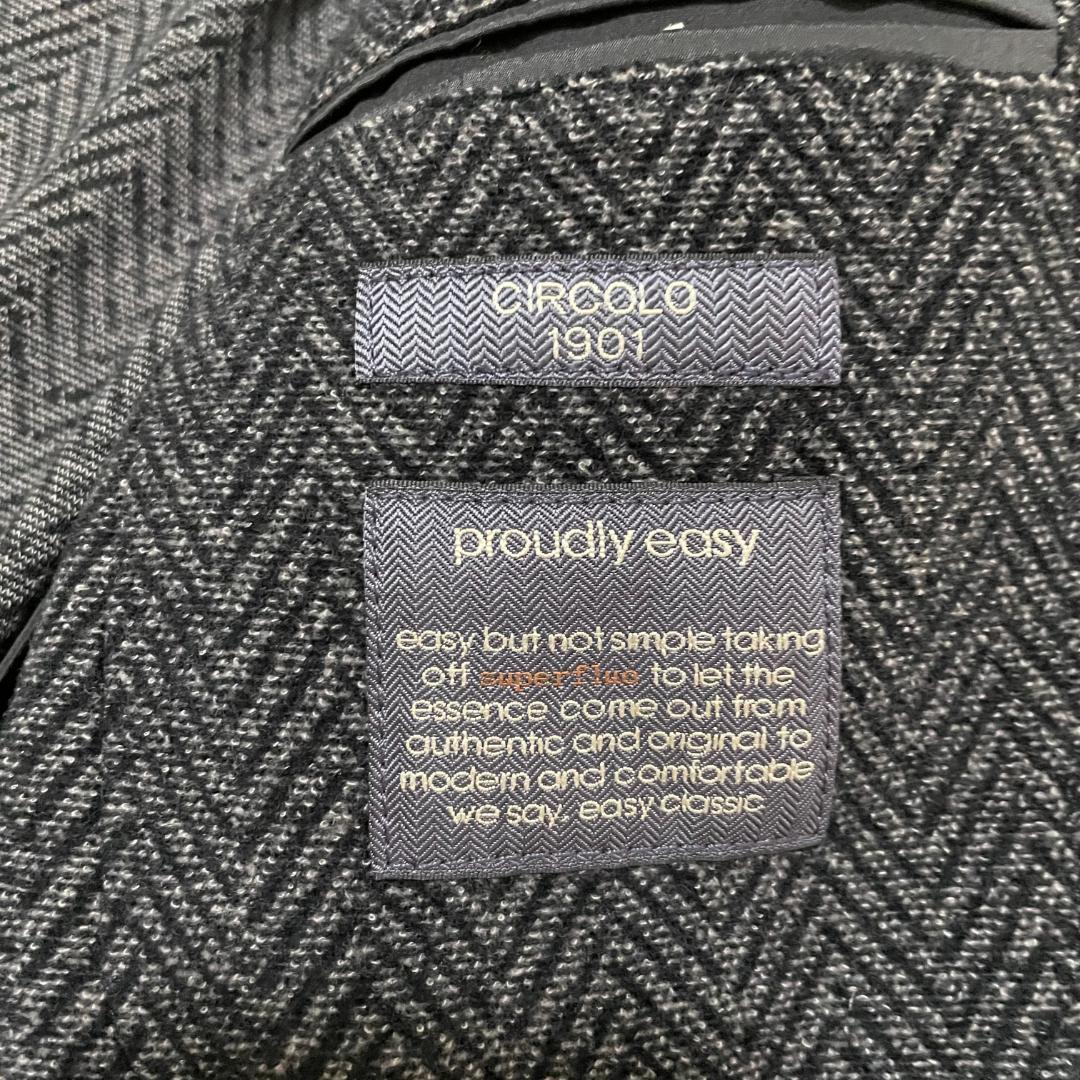 CIRCOLO
1901
proudly easy
easy but not simple taking
off superfluo to let the
essence come out from
authentic and original to
modern and comfortable
we say. easy classic